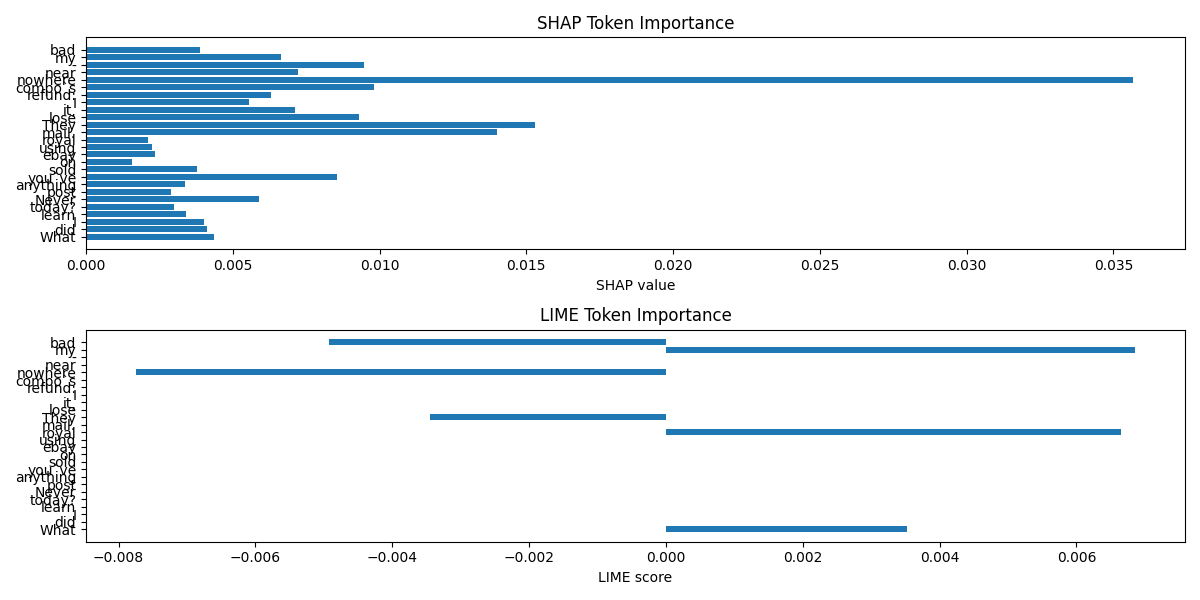 SHAP Token Importance
bad
my
near
nowhere
compo's
refund;
I
it.
lose
They
mail.
royal
using
ebay
on
sold
you've
anything
post
Never
today?
learn
I
did
What
0.000 0.005 0.010 0.015 0.020 0.025 0.030 0.035
SHAP value
LIME Token Importance
bad
my
near
nowhere
compo's
refund;
I
it.
lose
They
mail.
royal
using
ebay
on
sold
you've
anything
post
Never
today?
learn
I
did
What
−0.008 −0.006 −0.004 −0.002 0.000 0.002 0.004 0.006
LIME score